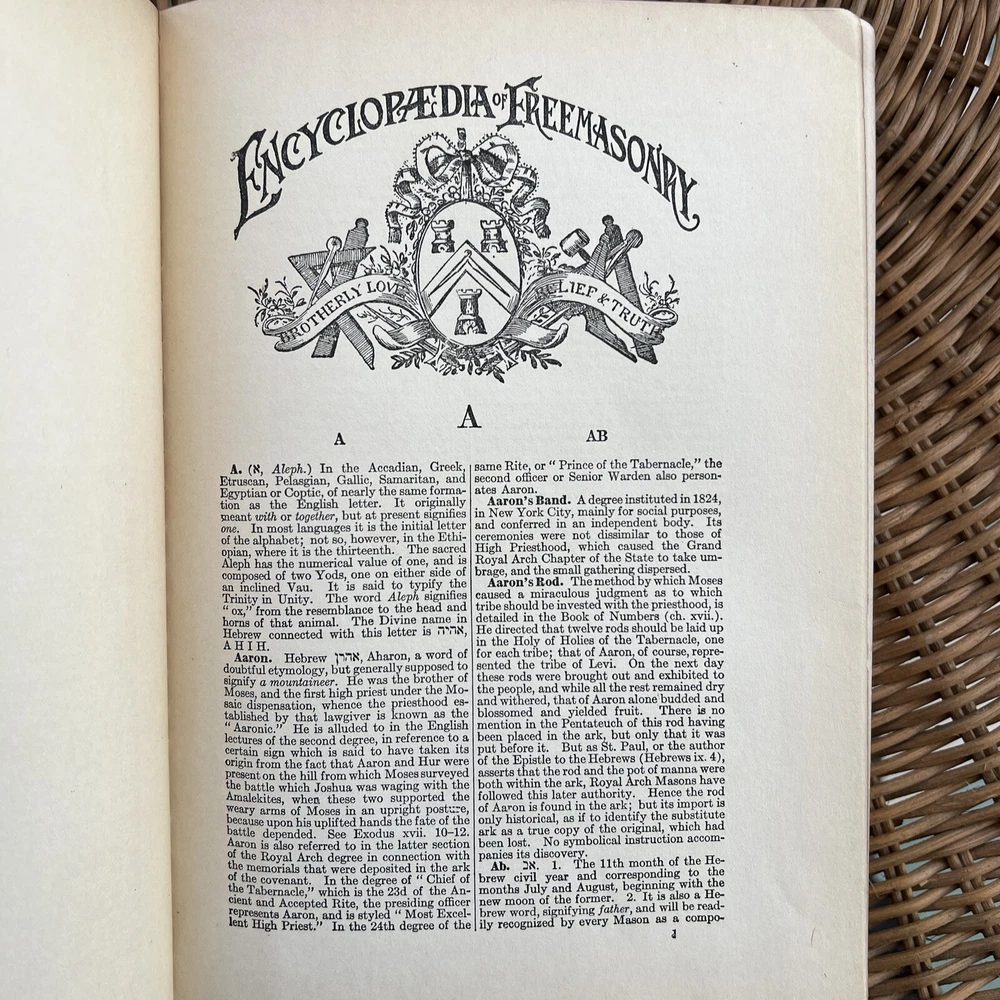 ENCYCLOPÆDIA OF FREEMASONRY
BROTHERLY LOVE RELIEF & TRUTH
A
A
AB
A. (א, Aleph.) In the Accadian, Greek,
Etruscan, Pelasgian, Gallic, Samaritan, and
Egyptian or Coptic, of nearly the same forma-
tion as the English letter. It originally
meant with or together, but at present signifies
one. In most languages it is the initial letter
of the alphabet; not so, however, in the Ethi-
opian, where it is the thirteenth. The sacred
Aleph has the numerical value of one, and is
composed of two Yods, one on either side of
an inclined Vau. It is said to typify the
Trinity in Unity. The word Aleph signifies
" ox," from the resemblance to the head and
horns of that animal. The Divine name in
Hebrew connected with this letter is אהיה,
A H I H.
Aaron. Hebrew אהרן, Aharon, a word of
doubtful etymology, but generally supposed to
signify a mountaineer. He was the brother of
Moses, and the first high priest under the Mo-
saic dispensation, whence the priesthood es-
tablished by that lawgiver is known as the
" Aaronic." He is alluded to in the English
lectures of the second degree, in reference to a
certain sign which is said to have taken its
origin from the fact that Aaron and Hur were
present on the hill from which Moses surveyed
the battle which Joshua was waging with the
Amalekites, when these two supported the
weary arms of Moses in an upright posture,
because upon his uplifted hands the fate of the
battle depended. See Exodus xvii. 10–12.
Aaron is also referred to in the latter section
of the Royal Arch degree in connection with
the memorials that were deposited in the ark
of the covenant. In the degree of " Chief of
the Tabernacle," which is the 23d of the An-
cient and Accepted Rite, the presiding officer
represents Aaron, and is styled " Most Excel-
lent High Priest." In the 24th degree of the
same Rite, or " Prince of the Tabernacle," the
second officer or Senior Warden also person-
ates Aaron.
Aaron's Band. A degree instituted in 1824,
in New York City, mainly for social purposes,
and conferred in an independent body. Its
ceremonies were not dissimilar to those of
High Priesthood, which caused the Grand
Royal Arch Chapter of the State to take um-
brage, and the small gathering dispersed.
Aaron's Rod. The method by which Moses
caused a miraculous judgment as to which
tribe should be invested with the priesthood, is
detailed in the Book of Numbers (ch. xvii.).
He directed that twelve rods should be laid up
in the Holy of Holies of the Tabernacle, one
for each tribe; that of Aaron, of course, repre-
sented the tribe of Levi. On the next day
these rods were brought out and exhibited to
the people, and while all the rest remained dry
and withered, that of Aaron alone budded and
blossomed and yielded fruit. There is no
mention in the Pentateuch of this rod having
been placed in the ark, but only that it was
put before it. But as St. Paul, or the author
of the Epistle to the Hebrews (Hebrews ix. 4),
asserts that the rod and the pot of manna were
both within the ark, Royal Arch Masons have
followed this later authority. Hence the rod
of Aaron is found in the ark; but its import is
only historical, as if to identify the substitute
ark as a true copy of the original, which had
been lost. No symbolical instruction accom-
panies its discovery.
Ab. אב. 1. The 11th month of the He-
brew civil year and corresponding to the
months July and August, beginning with the
new moon of the former. 2. It is also a He-
brew word, signifying father, and will be read-
ily recognized by every Mason as a compo-
1